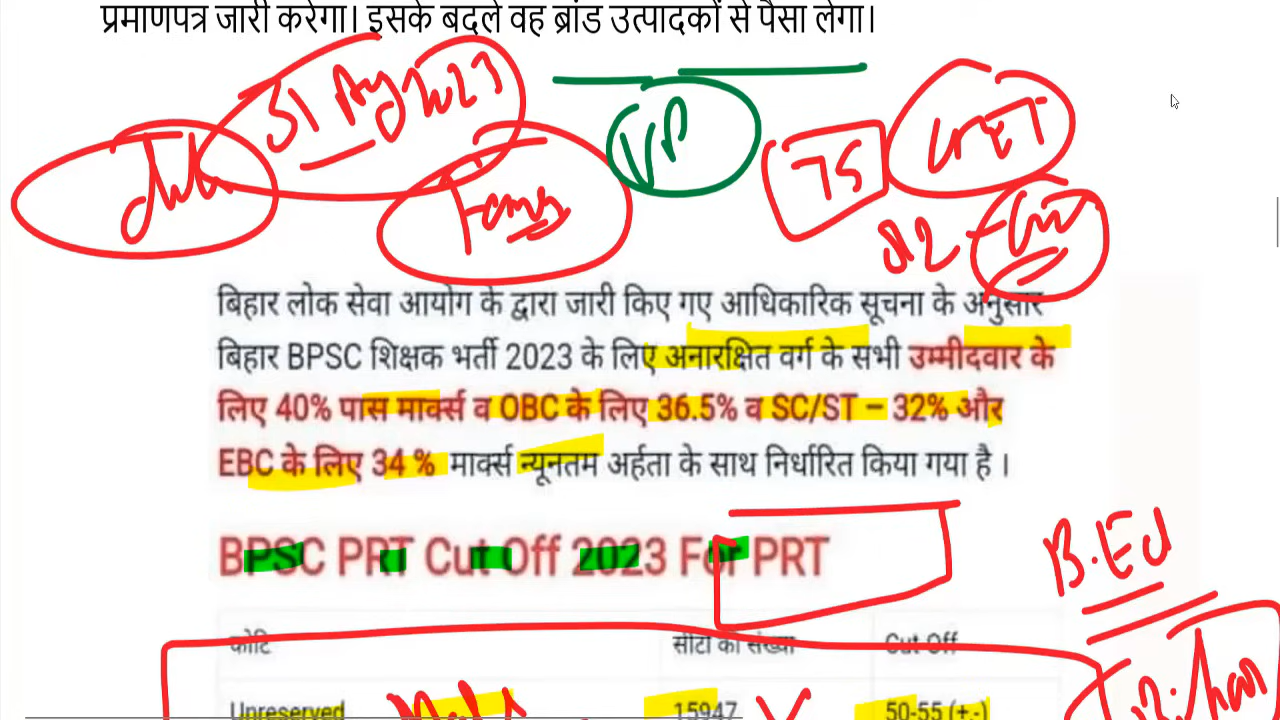 प्रमाणपत्र जारी करेगा। इसके बदले वह ब्रांड उत्पादकों से पैसा लेगा।
31 Aug 2023
UP
75
बिहार लोक सेवा आयोग के द्वारा जारी किए गए आधिकारिक सूचना के अनुसार
बिहार BPSC शिक्षक भर्ती 2023 के लिए अनारक्षित वर्ग के सभी उम्मीदवार के
लिए 40% पास मार्क्स व OBC के लिए 36.5% व SC/ST – 32% और
EBC के लिए 34 % मार्क्स न्यूनतम अर्हता के साथ निर्धारित किया गया है ।
BPSC PRT Cut Off 2023 For PRT
B.Ed
कोटि सीटों की संख्या Cut Off
Unreserved 15947 50-55 (+-)